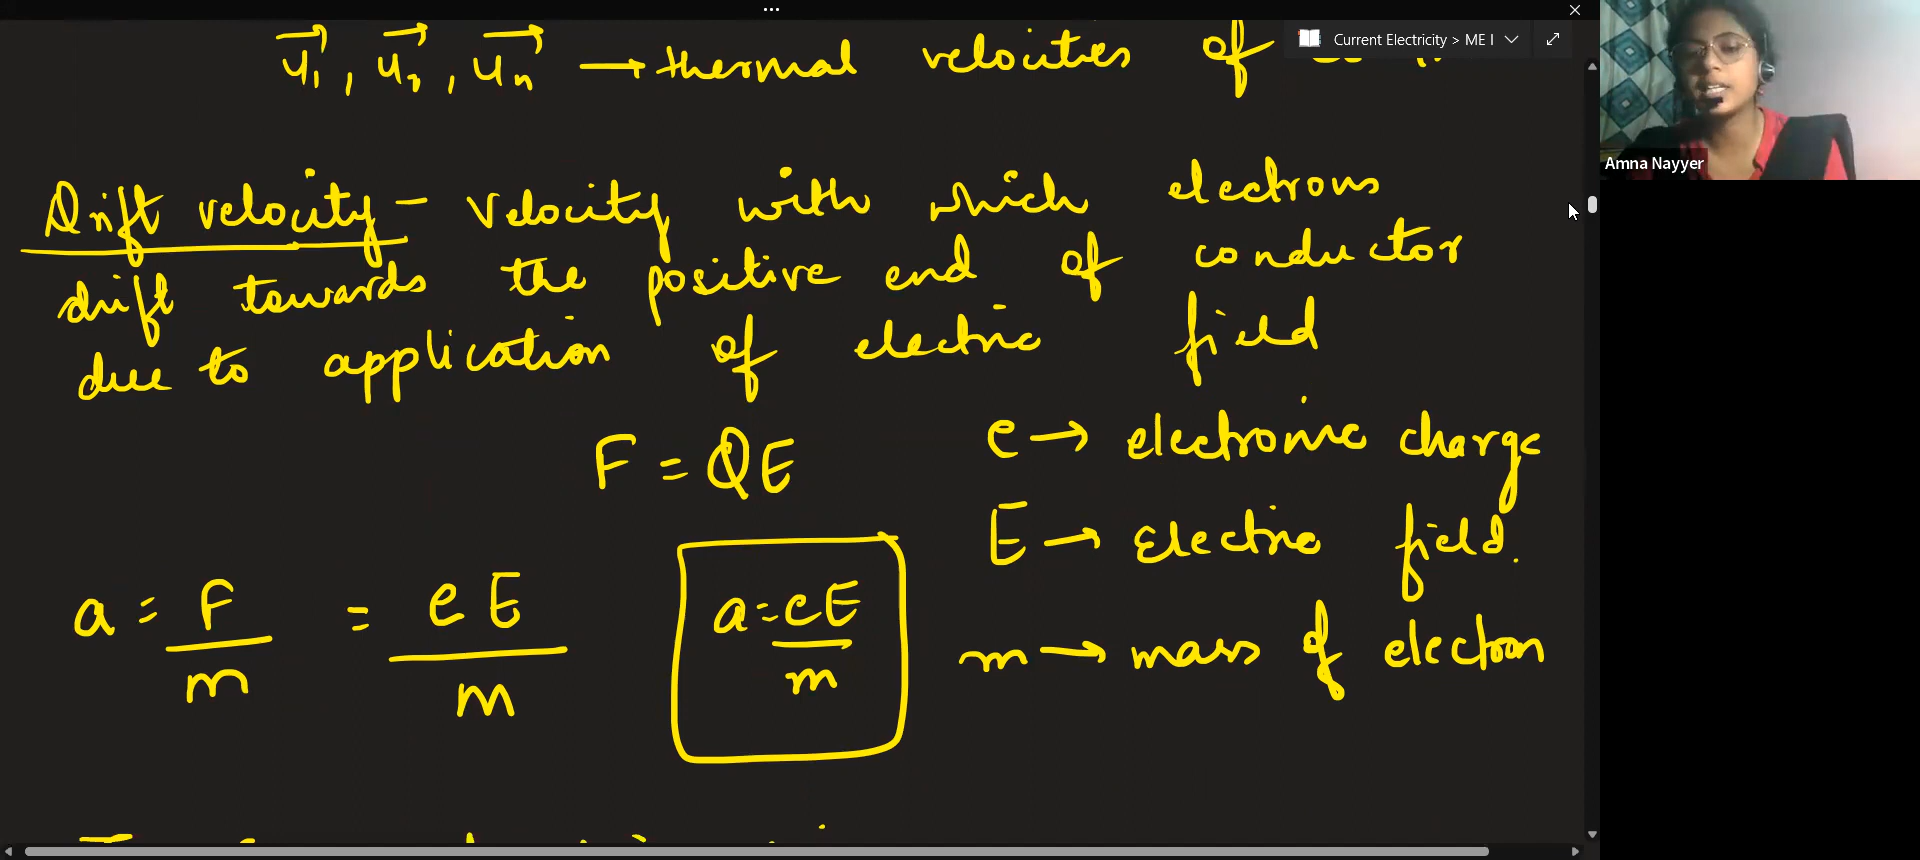 Current Electricity > ME I
u1, u2, un → thermal velocities of
Amna Nayyer
Drift velocity - Velocity with which electrons
drift towards the positive end of conductor
due to application of electric field
F = QE
e → electronic charge
E → Electric field.
a = F/m = eE/m
a = eE/m
m → mass of electron